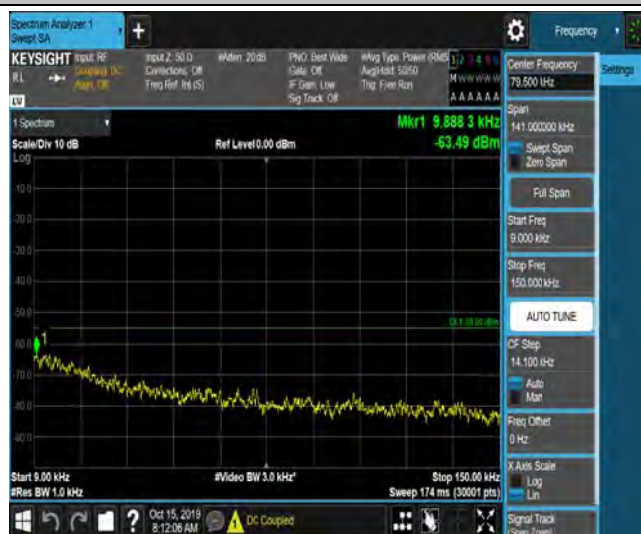 Spectrum Analyzer 1
Swept SA
+
Frequency
KEYSIGHT
Input: RF
Coupling: DC
Align: Off
Input Z: 50 Ω
Corrections: Off
Freq Ref: Int (S)
#Atten: 20 dB
PNO: Best Wide
Gate: Off
IF Gain: Low
Sig Track: Off
#Avg Type: Power (RMS
Avg|Hold: 50/50
Trig: Free Run
M W W W W W
A A A A A A
RL
LV
1 Spectrum
Scale/Div 10 dB
Ref Level 0.00 dBm
Mkr1 9.888 3 kHz
-63.49 dBm
Log
-10.0
-20.0
-30.0
-40.0
-50.0
-60.0
-70.0
-80.0
-90.0
1
Start 9.00 kHz
#Res BW 1.0 kHz
#Video BW 3.0 kHz*
Stop 150.00 kHz
Sweep 174 ms (30001 pts)
Center Frequency
79.500 kHz
Settings
Span
141.000000 kHz
Swept Span
Zero Span
Full Span
Start Freq
9.000 kHz
Stop Freq
150.000 kHz
AUTO TUNE
CF Step
14.100 kHz
Auto
Man
Freq Offset
0 Hz
X Axis Scale
Log
Lin
Signal Track
(Span Zoom)
?
Oct 15, 2019
8:12:06 AM
DC Coupled